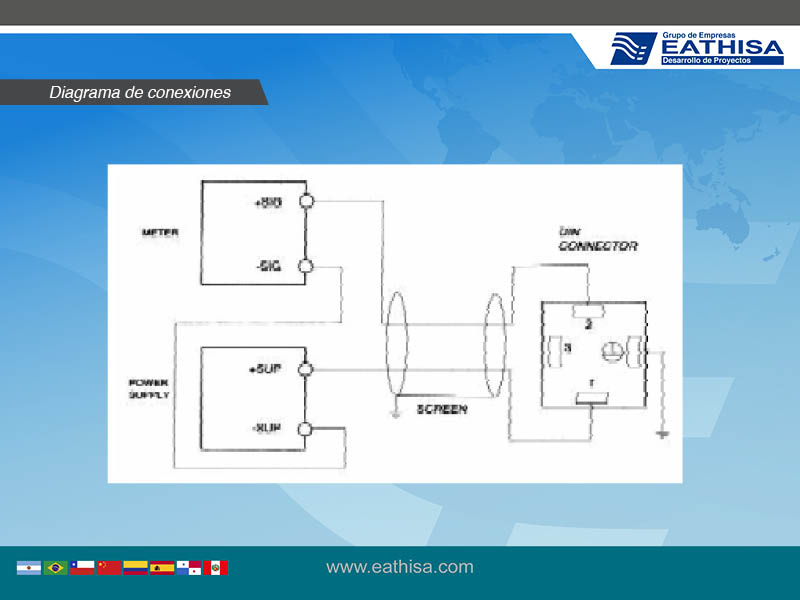 Grupo de Empresas
EATHISA
Desarrollo de Proyectos
Diagrama de conexiones
+SIG
METER
-SIG
DIN
CONNECTOR
2
3
+SUP
POWER
SUPPLY
1
SCREEN
-SUP
www.eathisa.com